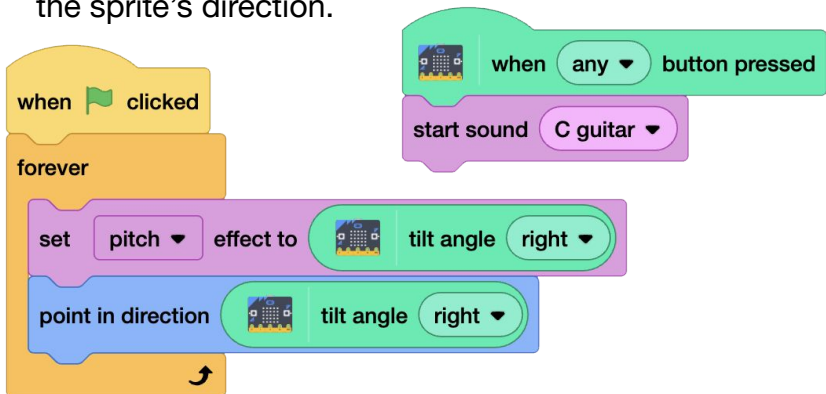 the sprite's direction.
when any button pressed
start sound C guitar
when clicked
forever
set pitch effect to tilt angle right
point in direction tilt angle right